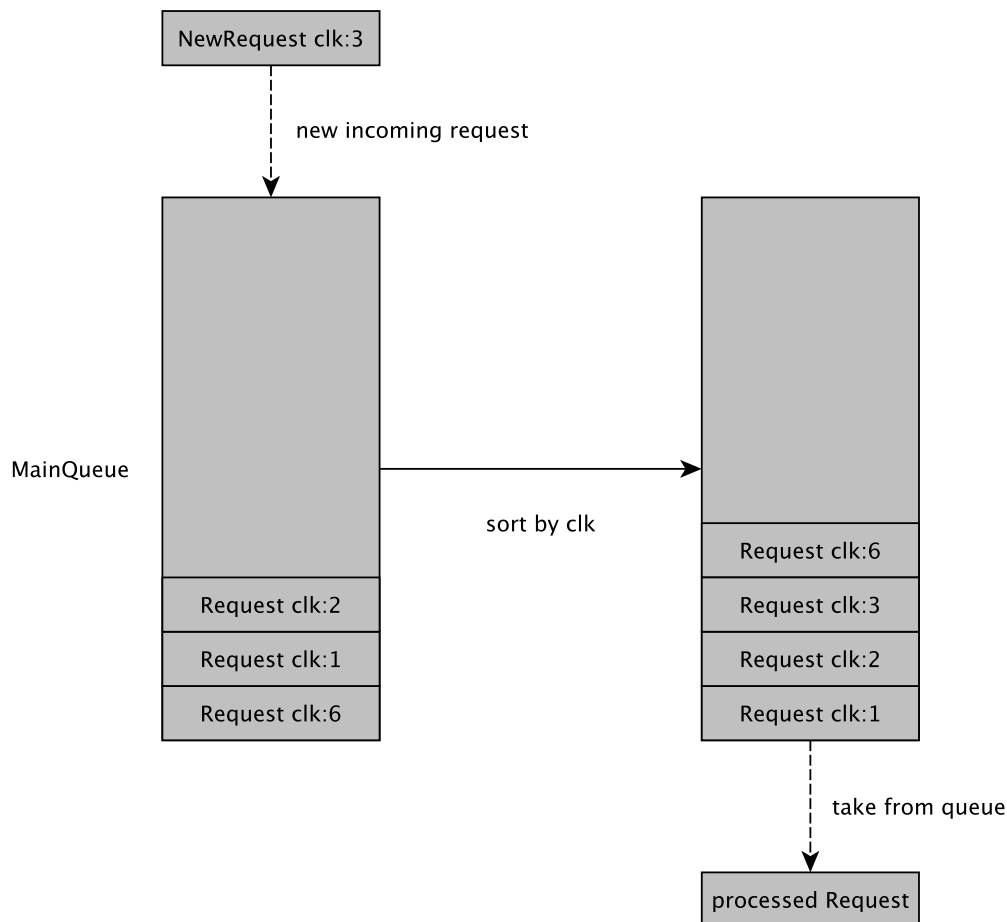 NewRequest clk:3
new incoming request
MainQueue
sort by clk
Request clk:2
Request clk:1
Request clk:6
Request clk:6
Request clk:3
Request clk:2
Request clk:1
take from queue
processed Request